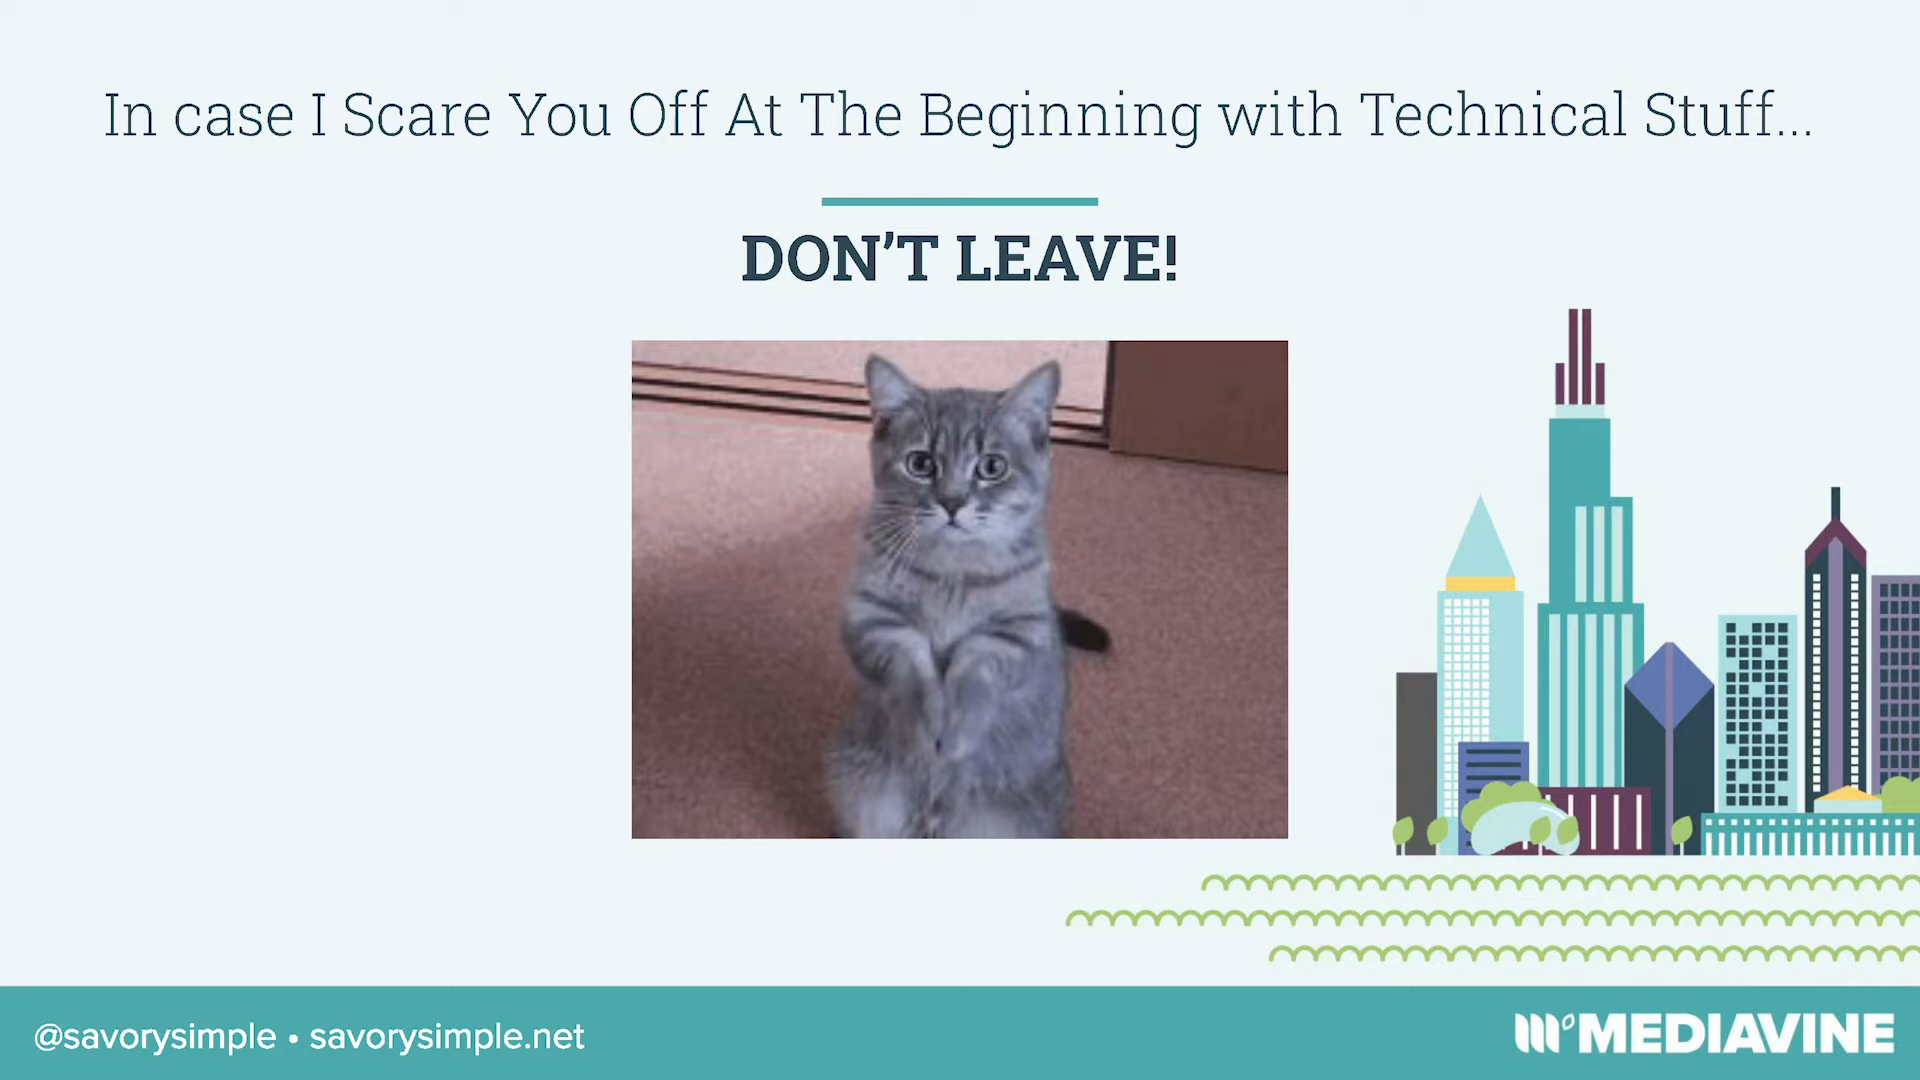 In case I Scare You Off At The Beginning with Technical Stuff...
DON’T LEAVE!
@savorysimple • savorysimple.net
MEDIAVINE